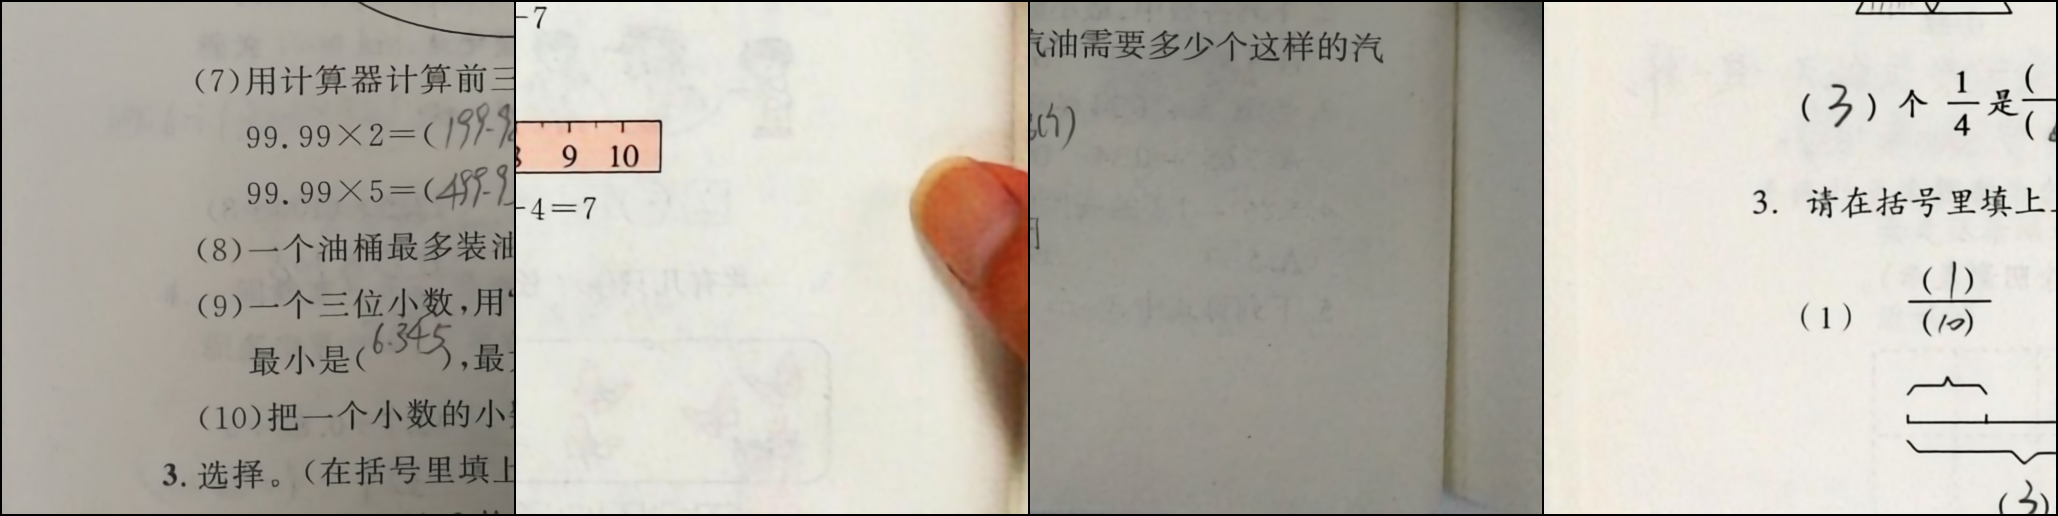 (7)用计算器计算前三
99.99×2=(199.9
99.99×5=(499.9
(8)一个油桶最多装油
(9)一个三位小数,用“
最小是(6.345),最
(10)把一个小数的小
3.选择。(在括号里填上
-7
9 10
-4=7
汽油需要多少个这样的汽
(个)
(3)个 1/4 是 (
(
3. 请在括号里填上
(1) (1)/(10)
(3)